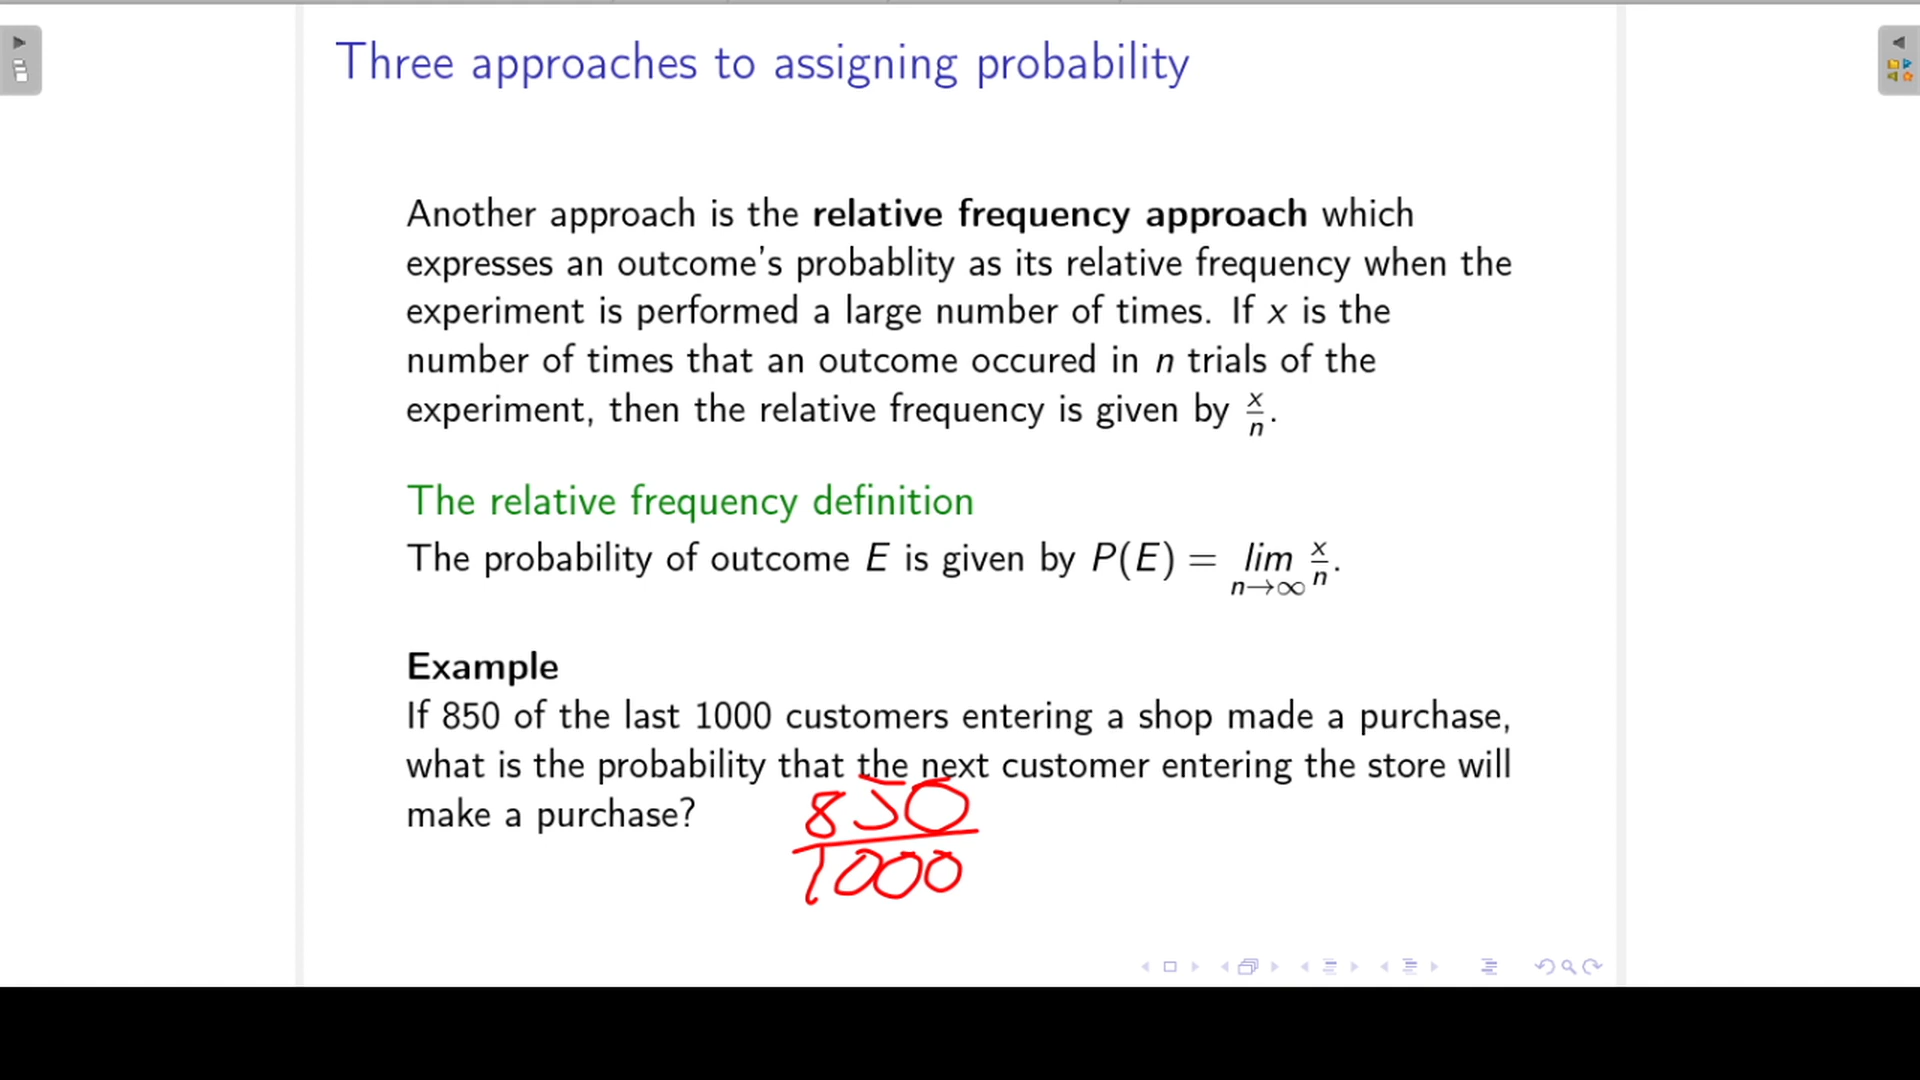 Three approaches to assigning probability
Another approach is the relative frequency approach which
expresses an outcome's probablity as its relative frequency when the
experiment is performed a large number of times. If x is the
number of times that an outcome occured in n trials of the
experiment, then the relative frequency is given by x/n.
The relative frequency definition
The probability of outcome E is given by P(E) = lim n→∞ x/n.
Example
If 850 of the last 1000 customers entering a shop made a purchase,
what is the probability that the next customer entering the store will
make a purchase?
850
1000